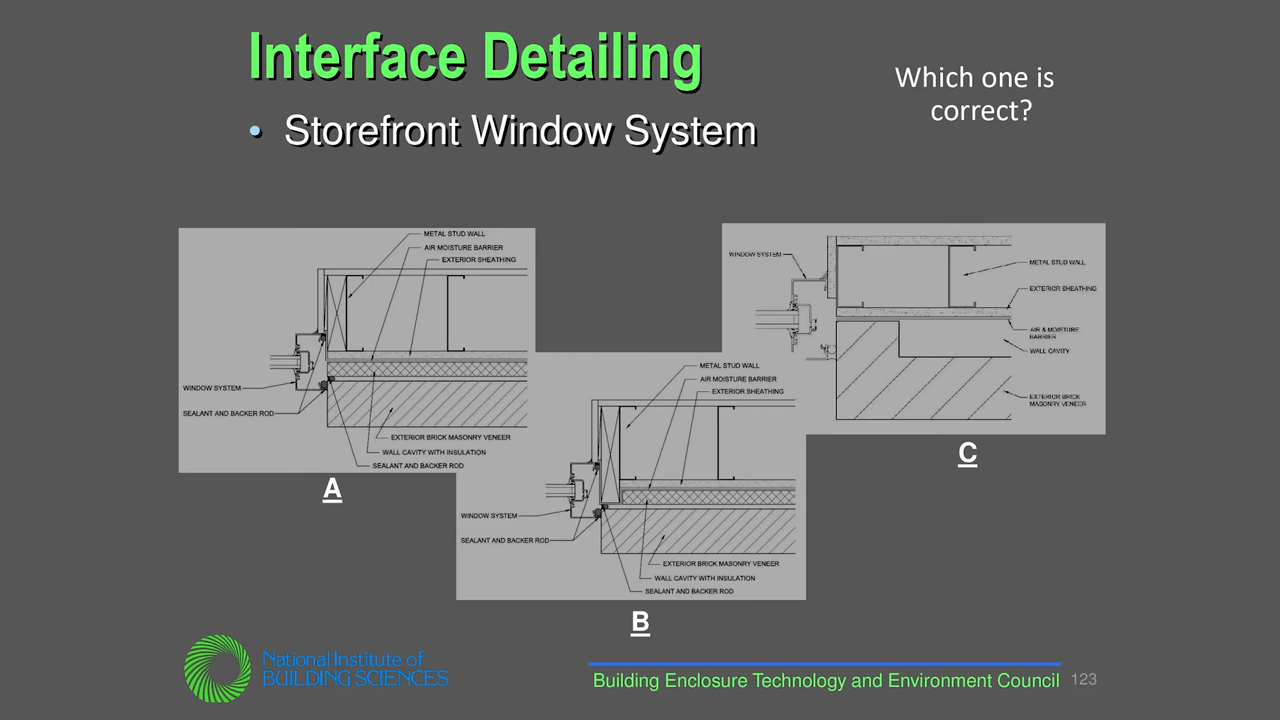 Interface Detailing
Which one is
correct?
• Storefront Window System
METAL STUD WALL
AIR MOISTURE BARRIER
EXTERIOR SHEATHING
WINDOW SYSTEM
SEALANT AND BACKER ROD
EXTERIOR BRICK MASONRY VENEER
WALL CAVITY WITH INSULATION
SEALANT AND BACKER ROD
A
METAL STUD WALL
AIR MOISTURE BARRIER
EXTERIOR SHEATHING
WINDOW SYSTEM
SEALANT AND BACKER ROD
EXTERIOR BRICK MASONRY VENEER
WALL CAVITY WITH INSULATION
SEALANT AND BACKER ROD
B
WINDOW SYSTEM
METAL STUD WALL
EXTERIOR SHEATHING
AIR & MOISTURE
BARRIER
WALL CAVITY
EXTERIOR BRICK
MASONRY VENEER
C
National Institute of
BUILDING SCIENCES
Building Enclosure Technology and Environment Council
123